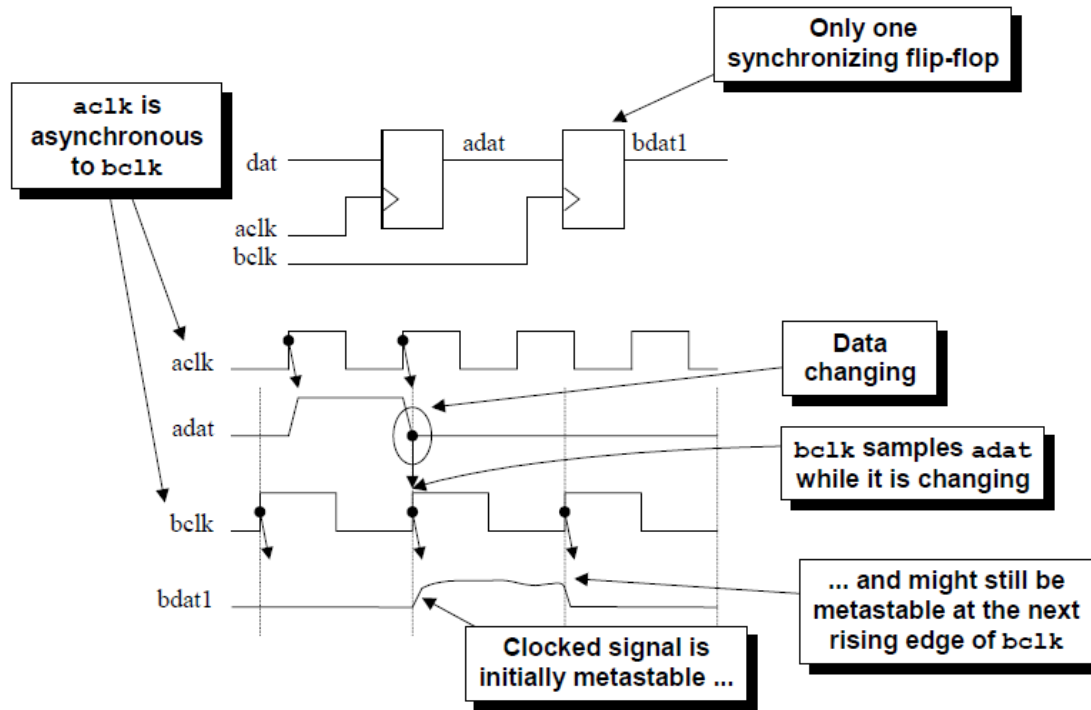 Only one
synchronizing flip-flop
aclk is
asynchronous
to bclk
adat
bdat1
dat
aclk
bclk
aclk
Data
changing
adat
bclk samples adat
while it is changing
bclk
... and might still be
metastable at the next
rising edge of bclk
bdat1
Clocked signal is
initially metastable ...